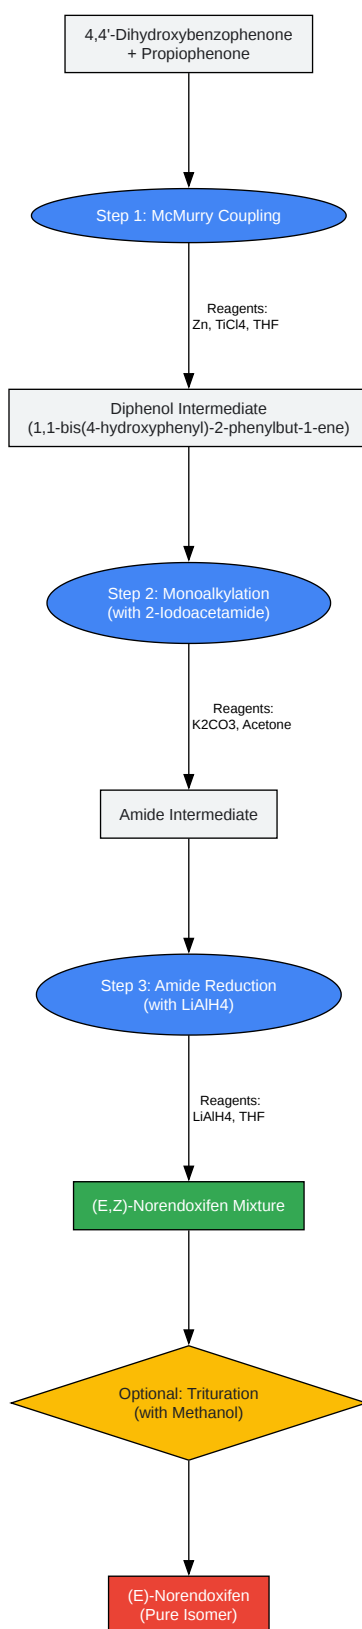 4,4'-Dihydroxybenzophenone
+ Propiophenone
Step 1: McMurry Coupling
Reagents:
Zn, TiCl4, THF
Diphenol Intermediate
(1,1-bis(4-hydroxyphenyl)-2-phenylbut-1-ene)
Step 2: Monoalkylation
(with 2-Iodoacetamide)
Reagents:
K2CO3, Acetone
Amide Intermediate
Step 3: Amide Reduction
(with LiAlH4)
Reagents:
LiAlH4, THF
(E,Z)-Norendoxifen Mixture
Optional: Trituration
(with Methanol)
(E)-Norendoxifen
(Pure Isomer)